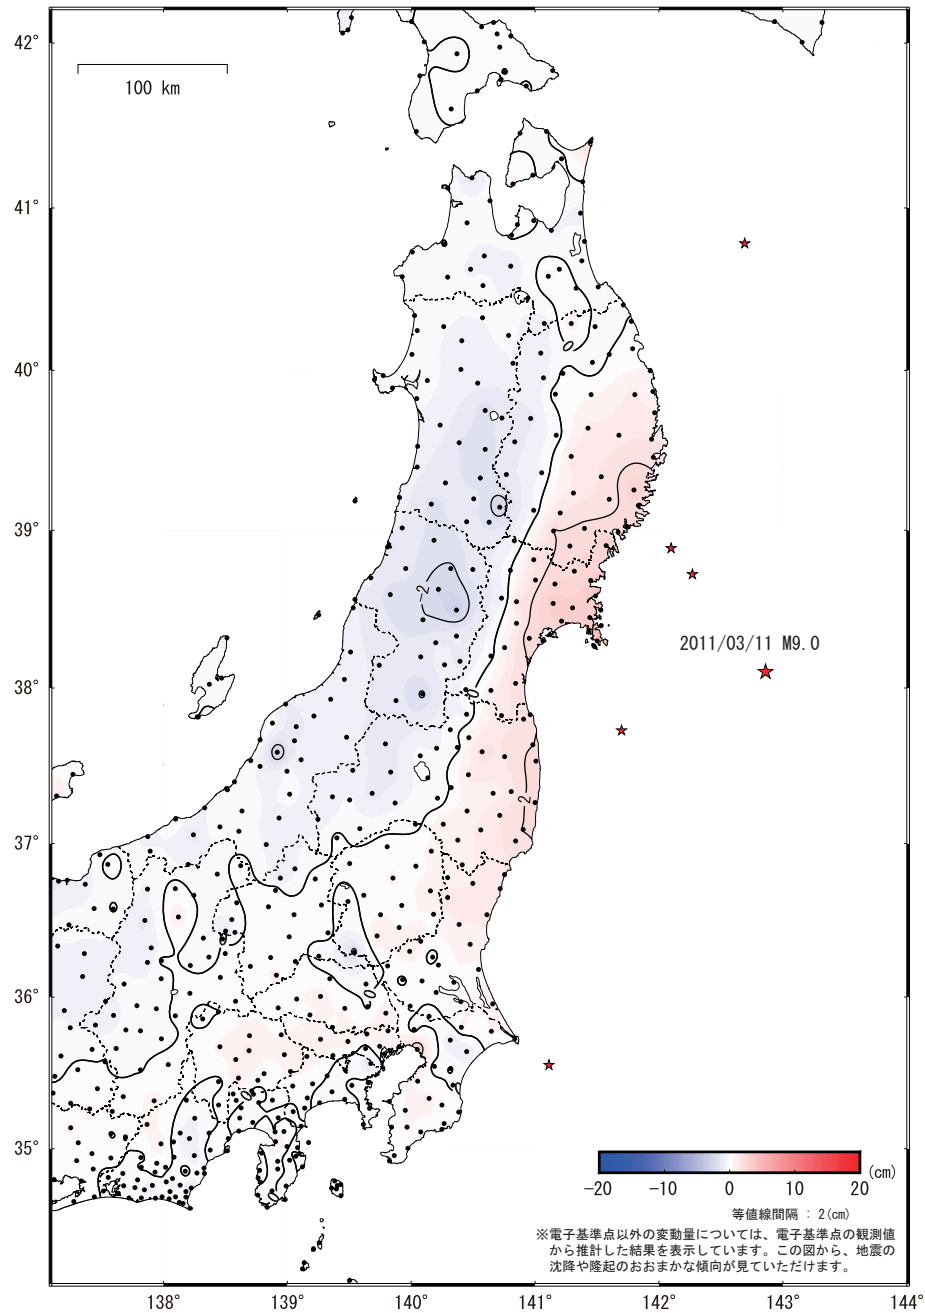 42°
100 km
41°
40°
39°
2
2011/03/11 M9.0
38°
0
0
2
37°
36°
0
0
35°
(cm)
-20 -10 0 10 20
等値線間隔 : 2(cm)
※電子基準点以外の変動量については、電子基準点の観測値
から推計した結果を表示しています。この図から、地震の
沈降や隆起のおおまかな傾向が見ていただけます。
138° 139° 140° 141° 142° 143° 144°